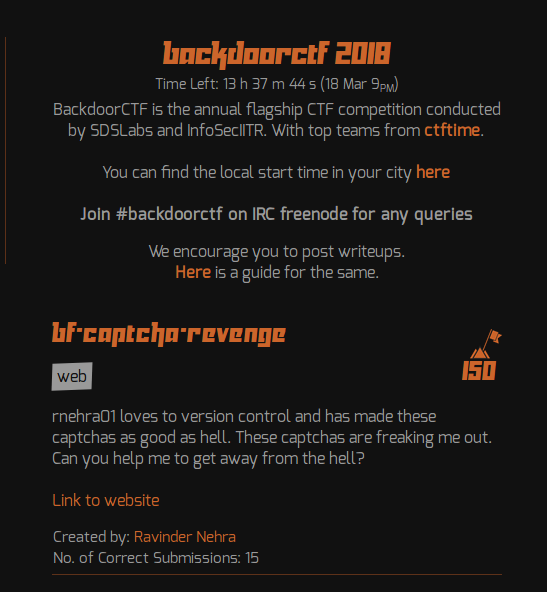 backdoorctf 2018
Time Left: 13 h 37 m 44 s (18 Mar 9PM)
BackdoorCTF is the annual flagship CTF competition conducted
by SDSLabs and InfoSecIITR. With top teams from ctftime.
You can find the local start time in your city here
Join #backdoorctf on IRC freenode for any queries
We encourage you to post writeups.
Here is a guide for the same.
bf-captcha-revenge
150
web
rnehra01 loves to version control and has made these
captchas as good as hell. These captchas are freaking me out.
Can you help me to get away from the hell?
Link to website
Created by: Ravinder Nehra
No. of Correct Submissions: 15